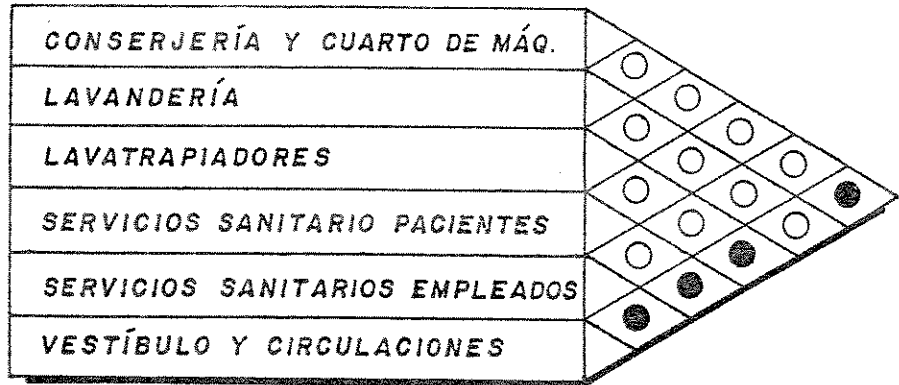 CONSERJERÍA Y CUARTO DE MÁQ.
LAVANDERÍA
LAVATRAPIADORES
SERVICIOS SANITARIO PACIENTES
SERVICIOS SANITARIOS EMPLEADOS
VESTÍBULO Y CIRCULACIONES